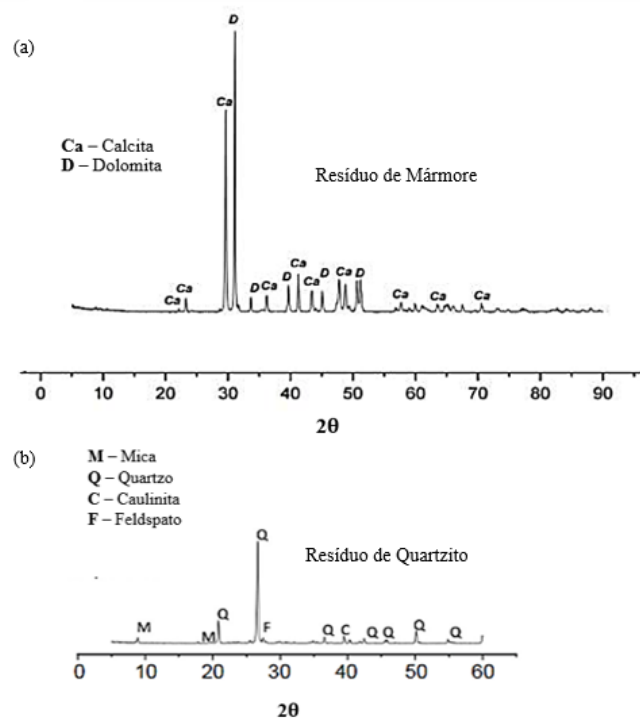 (a)
Ca – Calcita
D – Dolomita
Resíduo de Mármore
D
Ca
Ca
Ca
D
Ca
D
Ca
Ca
D
Ca
D
Ca
Ca
Ca
0 10 20 30 40 50 60 70 80 90
2θ
(b)
M – Mica
Q – Quartzo
C – Caulinita
F – Feldspato
Resíduo de Quartzito
Q
M
M
Q
F
Q
C
Q
Q
Q
Q
0 10 20 30 40 50 60
2θ